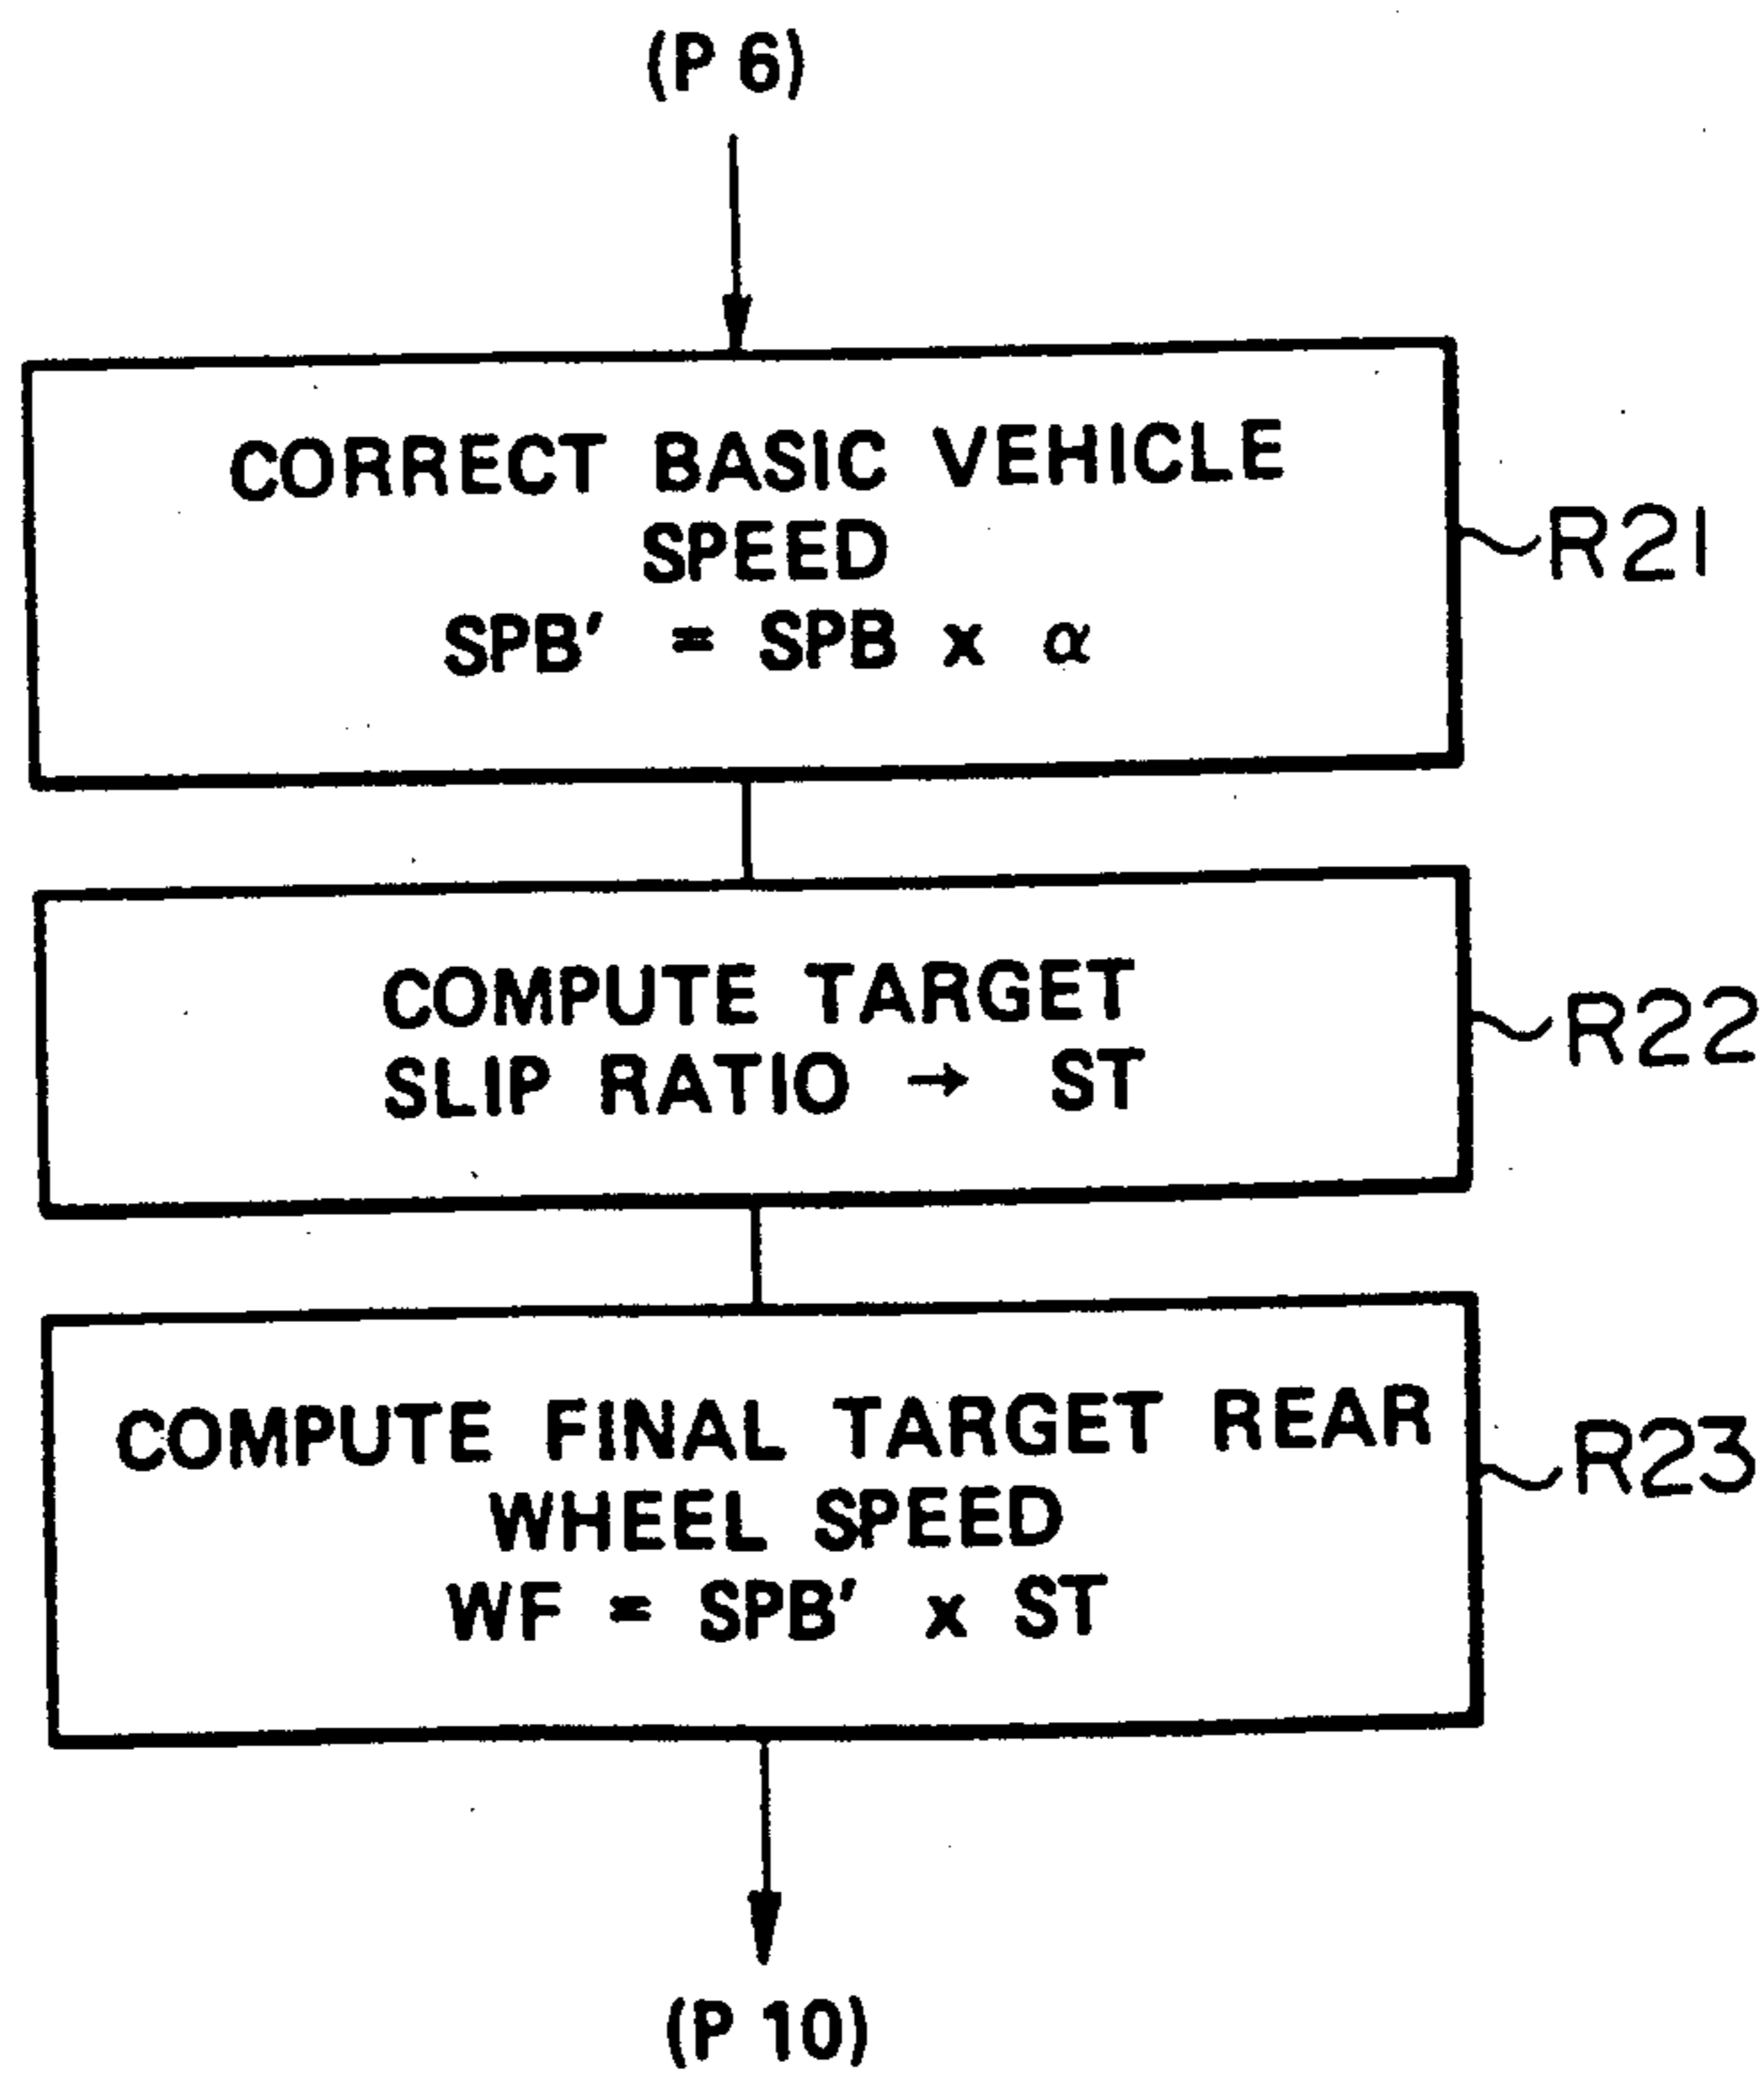 (P 6)
CORRECT BASIC VEHICLE
SPEED
SPB' = SPB x α
R21
COMPUTE TARGET
SLIP RATIO → ST
R22
COMPUTE FINAL TARGET REAR
WHEEL SPEED
WF = SPB' x ST
R23
(P 10)